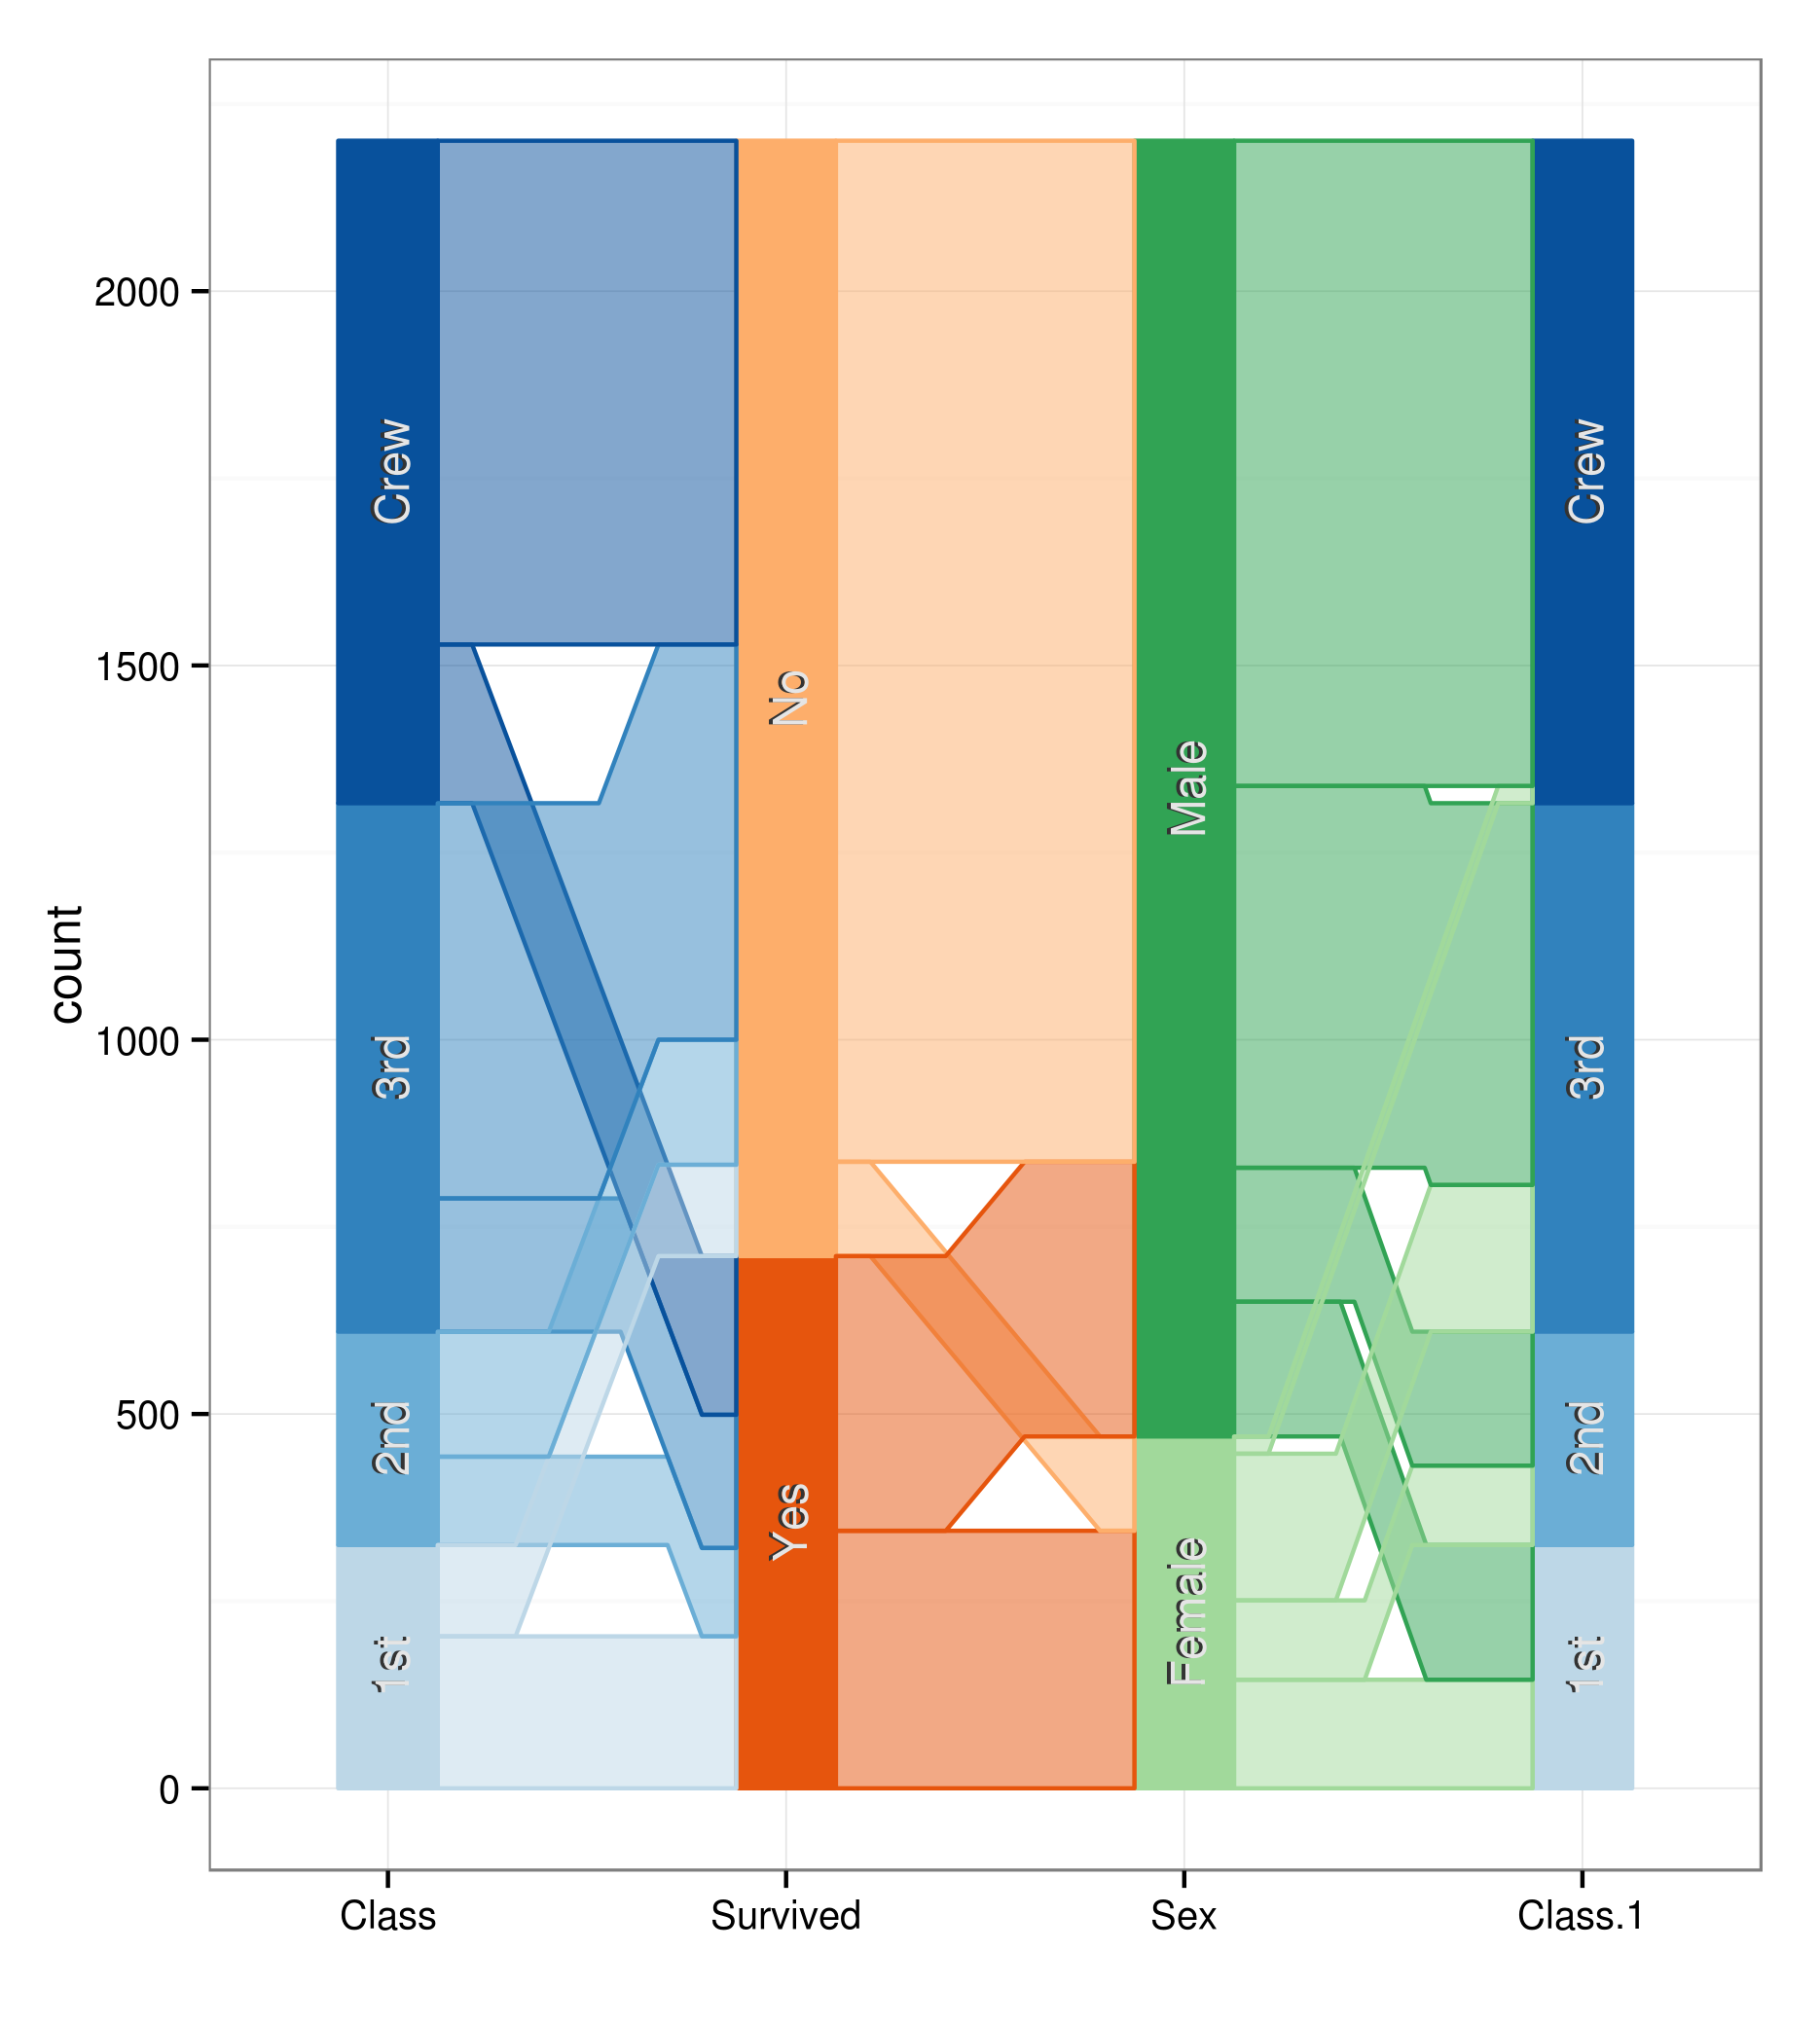 count
2000
1500
1000
500
0
Crew
3rd
2nd
1st
No
Yes
Male
Female
Crew
3rd
2nd
1st
Class Survived Sex Class.1